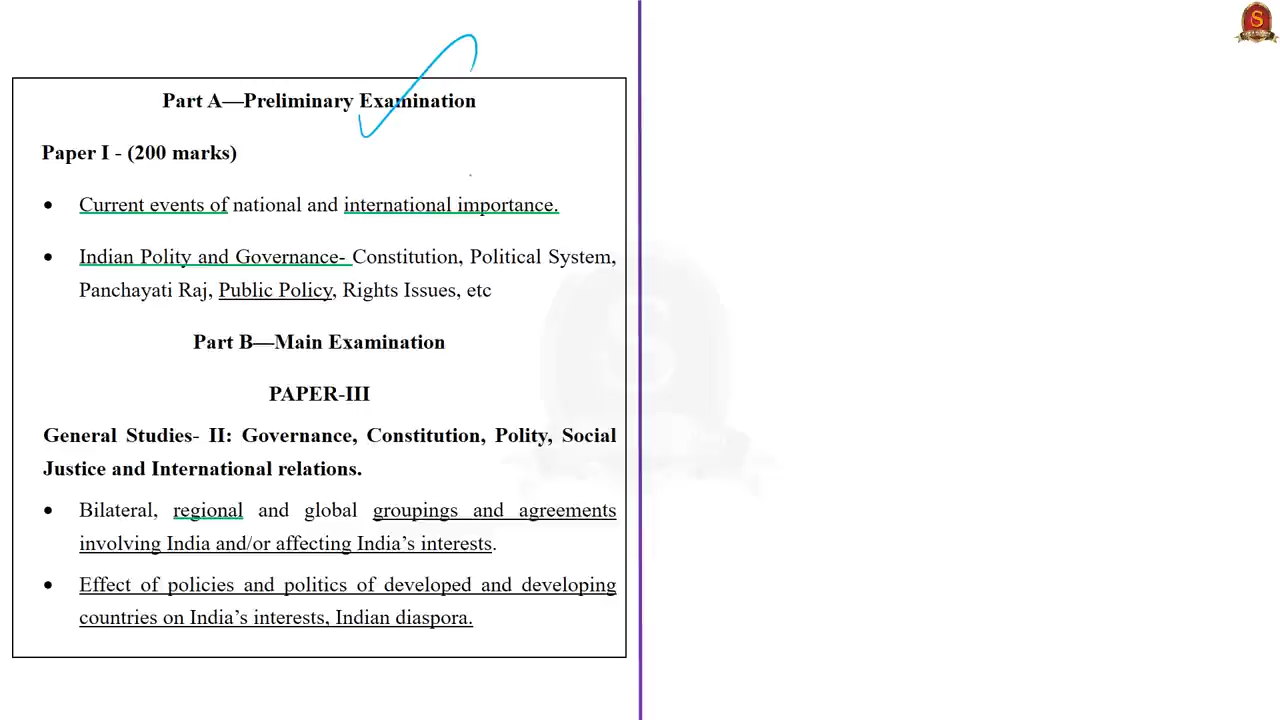 Part A—Preliminary Examination
Paper I - (200 marks)
• Current events of national and international importance.
• Indian Polity and Governance- Constitution, Political System,
Panchayati Raj, Public Policy, Rights Issues, etc
Part B—Main Examination
PAPER-III
General Studies- II: Governance, Constitution, Polity, Social
Justice and International relations.
• Bilateral, regional and global groupings and agreements
involving India and/or affecting India’s interests.
• Effect of policies and politics of developed and developing
countries on India’s interests, Indian diaspora.
S